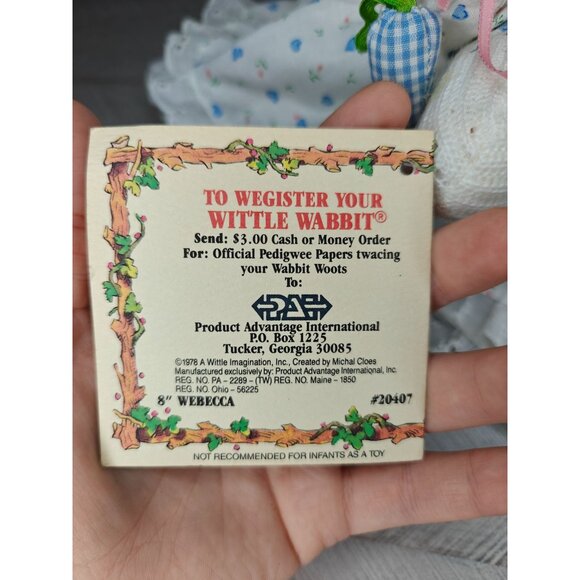 TO WEGISTER YOUR
WITTLE WABBIT®
Send: $3.00 Cash or Money Order
For: Official Pedigwee Papers twacing
your Wabbit Woots
To:
PAI
Product Advantage International
P.O. Box 1225
Tucker, Georgia 30085
©1978 A Wittle Imagination, Inc., Created by Michal Cloes
Manufactured exclusively by: Product Advantage International, Inc.
REG. NO. PA – 2289 – (TW) REG. NO. Maine – 1850
REG. NO. Ohio – 56225
8" WEBECCA #20407
NOT RECOMMENDED FOR INFANTS AS A TOY